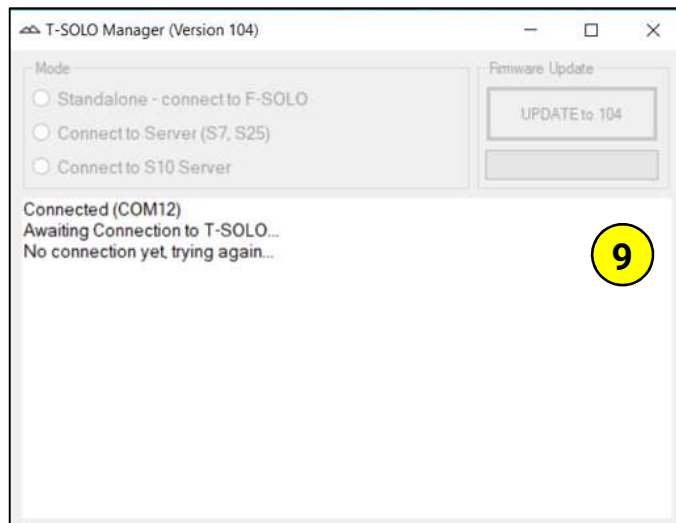 T-SOLO Manager (Version 104)
Mode
Standalone - connect to F-SOLO
Connect to Server (S7, S25)
Connect to S10 Server
Firmware Update
UPDATE to 104
Connected (COM12)
Awaiting Connection to T-SOLO...
No connection yet, trying again...
9